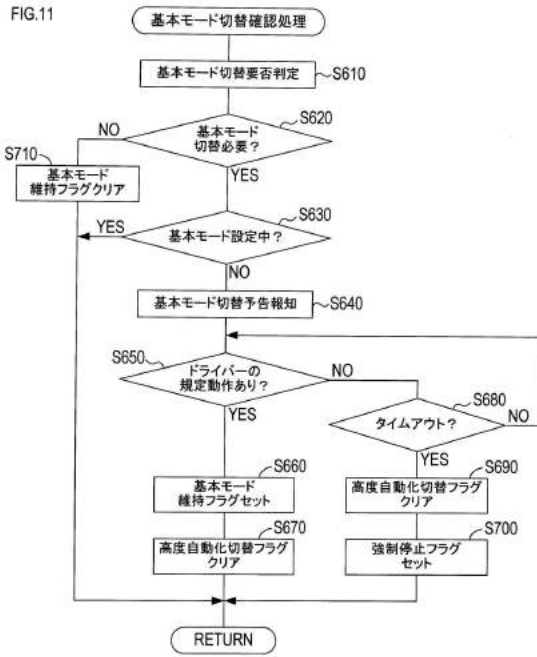 FIG.11
基本モード切替確認処理
基本モード切替要否判定
S610
S620
NO
基本モード
切替必要？
S710
基本モード
維持フラグクリア
YES
S630
YES
基本モード設定中？
NO
基本モード切替予告報知
S640
S650
ドライバーの
規定動作あり？
NO
YES
S680
タイムアウト？
NO
YES
S660
基本モード
維持フラグセット
S690
高度自動化切替フラグ
クリア
S670
高度自動化切替フラグ
クリア
S700
強制停止フラグ
セット
RETURN